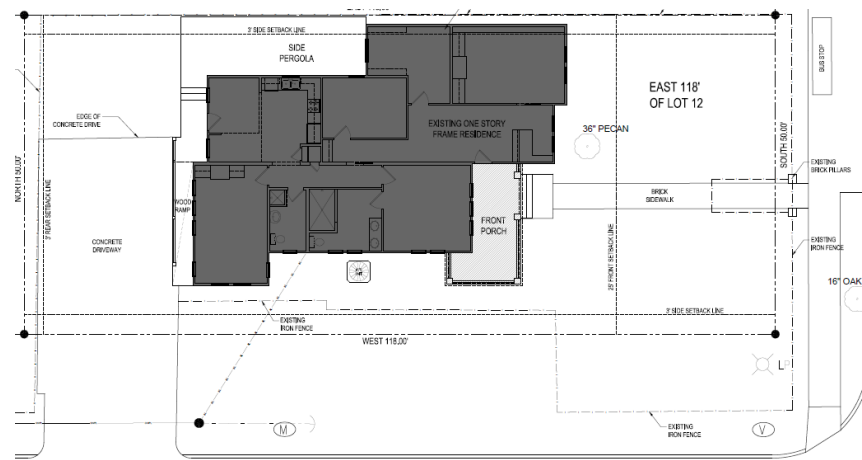 3' SIDE SETBACK LINE
SIDE
PERGOLA
EAST 118'
OF LOT 12
BUS STOP
EDGE OF
CONCRETE DRIVE
EXISTING ONE STORY
FRAME RESIDENCE
36" PECAN
SOUTH 50.00'
NORTH 50.00'
3' REAR SETBACK LINE
EXISTING
BRICK PILLARS
WOOD
RAMP
BRICK
SIDEWALK
FRONT
PORCH
CONCRETE
DRIVEWAY
25' FRONT SETBACK LINE
EXISTING
IRON FENCE
16" OAK
3' SIDE SETBACK LINE
EXISTING
IRON FENCE
WEST 118.00'
LP
M
V
EXISTING
IRON FENCE